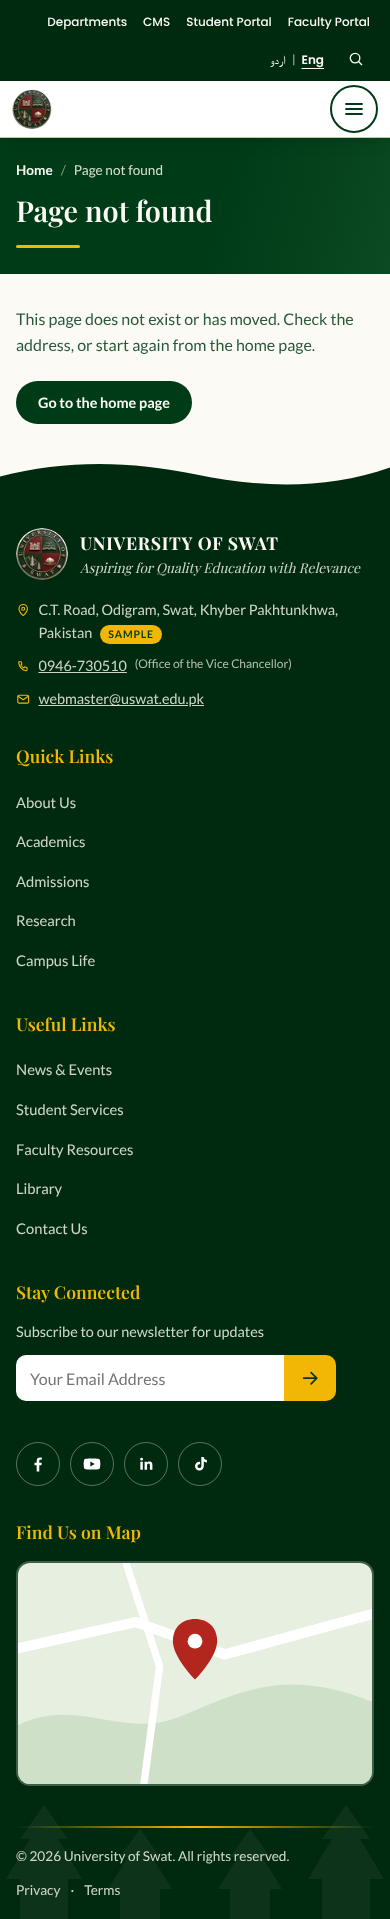 Departments CMS Student Portal Faculty Portal
اردو | Eng
Home / Page not found
Page not found
This page does not exist or has moved. Check the
address, or start again from the home page.
Go to the home page
UNIVERSITY OF SWAT
Aspiring for Quality Education with Relevance
C.T. Road, Odigram, Swat, Khyber Pakhtunkhwa,
Pakistan SAMPLE
0946-730510 (Office of the Vice Chancellor)
webmaster@uswat.edu.pk
Quick Links
About Us
Academics
Admissions
Research
Campus Life
Useful Links
News & Events
Student Services
Faculty Resources
Library
Contact Us
Stay Connected
Subscribe to our newsletter for updates
Your Email Address
Find Us on Map
© 2026 University of Swat. All rights reserved.
Privacy · Terms